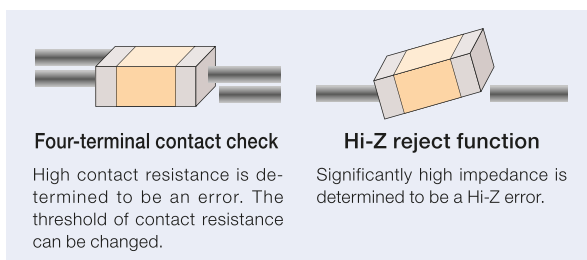 Four-terminal contact check
High contact resistance is de-
termined to be an error. The
threshold of contact resistance
can be changed.
Hi-Z reject function
Significantly high impedance is
determined to be a Hi-Z error.